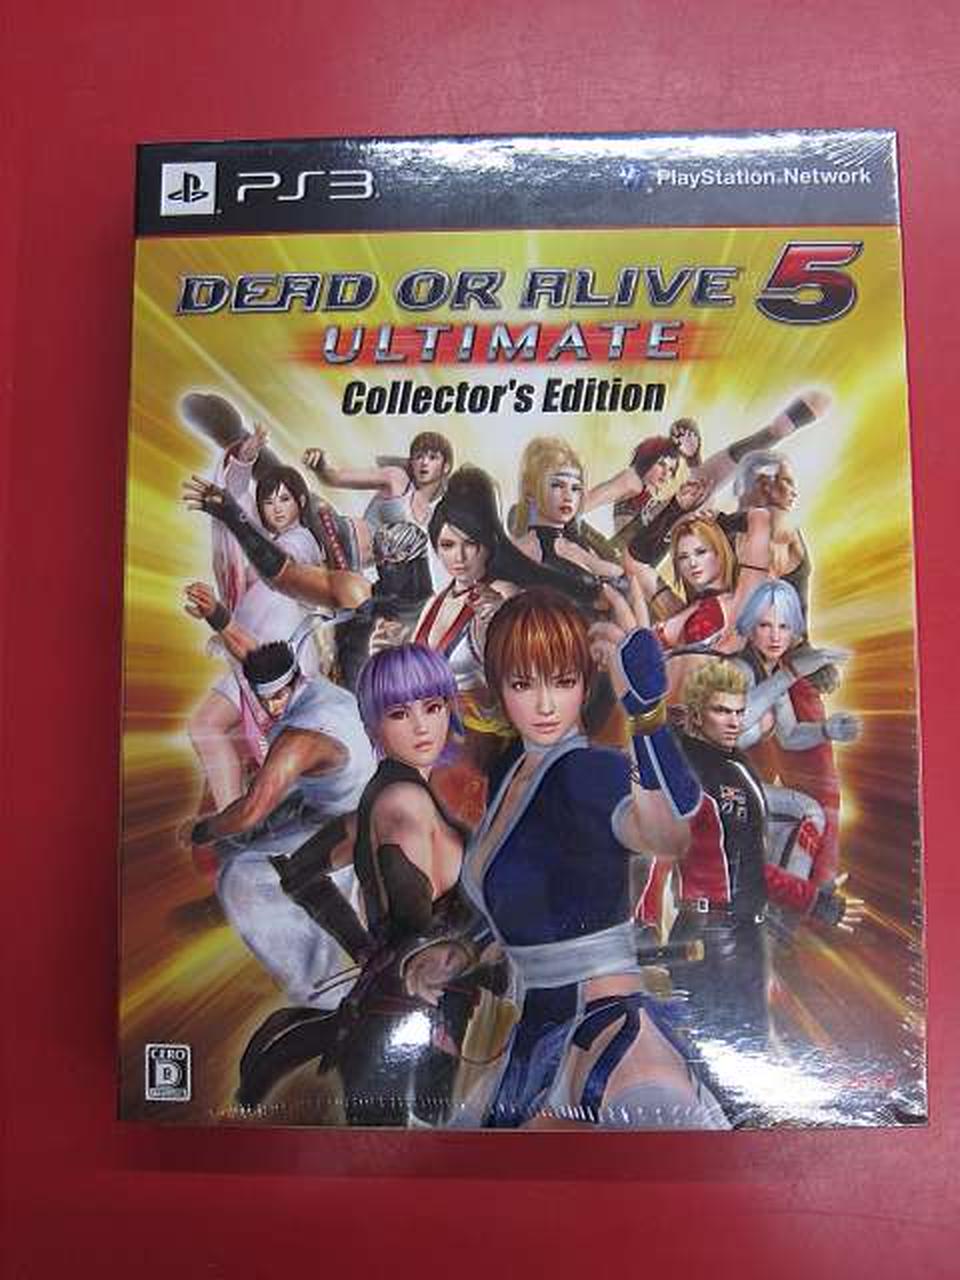 PS3
PlayStation.Network
DEAD OR ALIVE 5
ULTIMATE
Collector's Edition
CERO
D